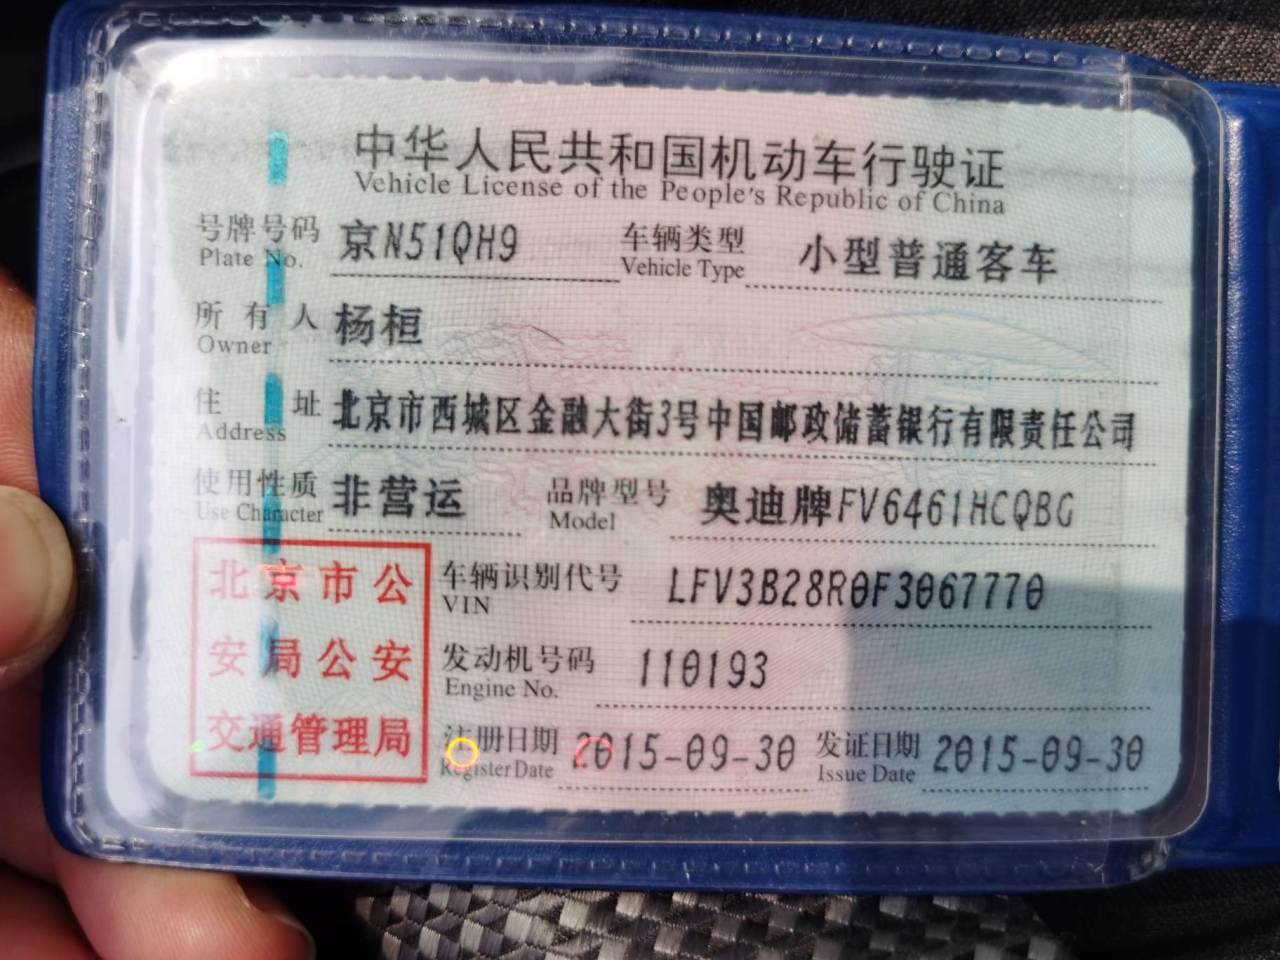 中华人民共和国机动车行驶证
Vehicle License of the People's Republic of China
号牌号码 京N51QH9 车辆类型 小型普通客车
Plate No. Vehicle Type
所有人 杨桓
Owner
住址 北京市西城区金融大街3号中国邮政储蓄银行有限责任公司
Address
使用性质 非营运 品牌型号 奥迪牌FV6461HCQBG
Use Character Model
北京市公
安局公安
交通管理局
车辆识别代号 LFV3B28R0F3067770
VIN
发动机号码 110193
Engine No.
注册日期 2015-09-30 发证日期 2015-09-30
Register Date Issue Date